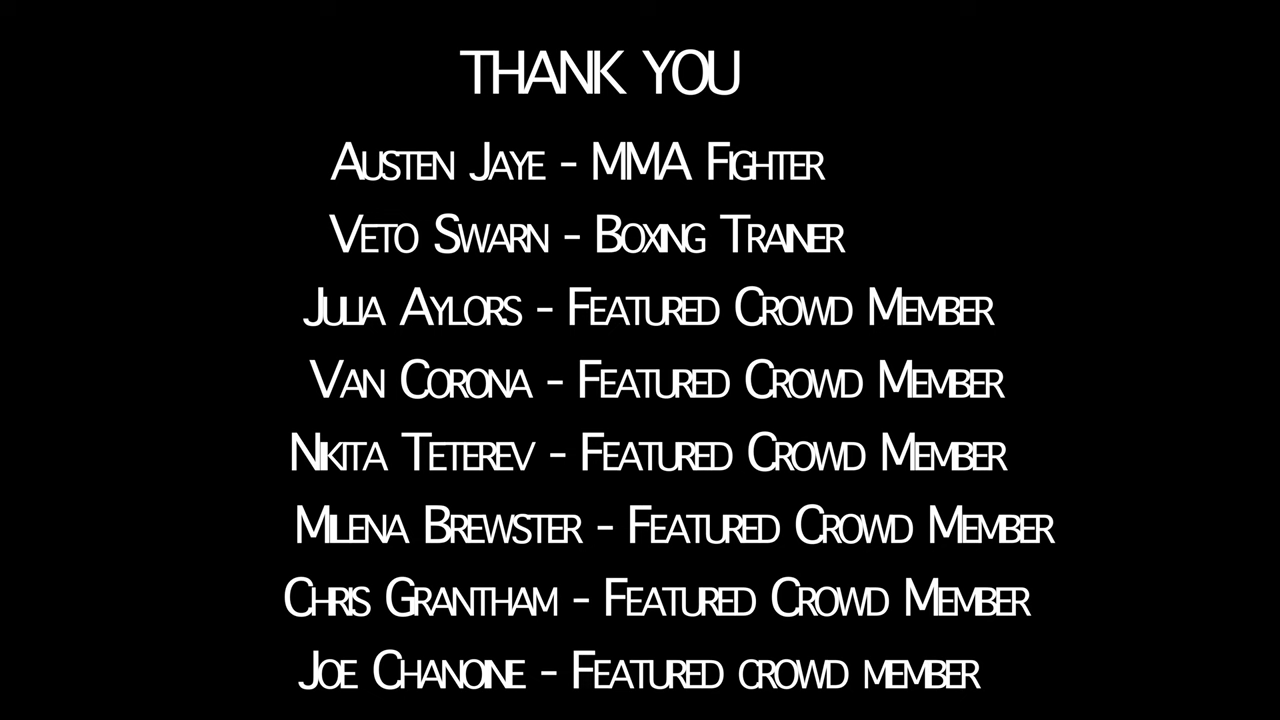 THANK YOU
AUSTEN JAYE - MMA FIGHTER
VETO SWARN - BOXING TRAINER
JULIA AYLORS - FEATURED CROWD MEMBER
VAN CORONA - FEATURED CROWD MEMBER
NIKITA TETEREV - FEATURED CROWD MEMBER
MILENA BREWSTER - FEATURED CROWD MEMBER
CHRIS GRANTHAM - FEATURED CROWD MEMBER
JOE CHANOINE - FEATURED CROWD MEMBER